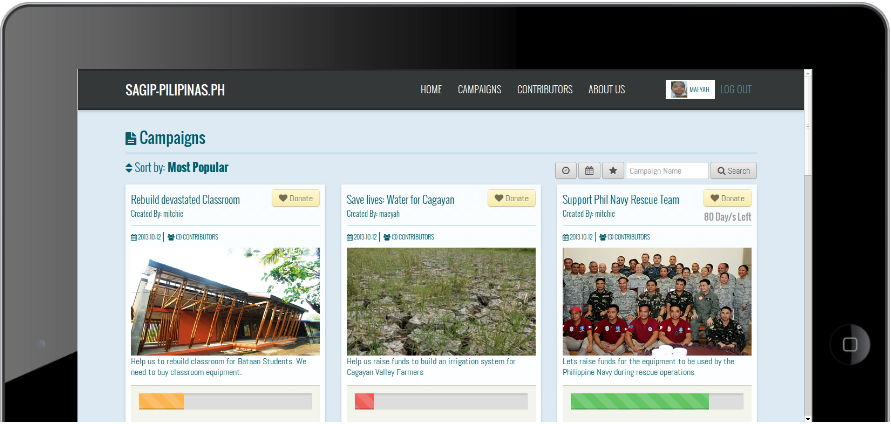 SAGIP-PILIPINAS.PH
HOME CAMPAIGNS CONTRIBUTORS ABOUT US MAEYAH LOG OUT
Campaigns
Sort by: Most Popular
Campaign Name Search
Rebuild devastated Classroom Donate
Created By: mitchie
2013-10-12 | (3) CONTRIBUTORS
Help us to rebuild classroom for Bataan Students. We
need to buy classroom equipment.
Save lives: Water for Cagayan Donate
Created By: maeyah
2013-10-12 | CONTRIBUTORS
Help us raise funds to build an irrigation system for
Cagayan Valley Farmers
Support Phil Navy Rescue Team Donate
Created By: mitchie
80 Day/s Left
2013-10-12 | CONTRIBUTORS
Lets raise funds for the equipment to be used by the
Philippine Navy during rescue operations